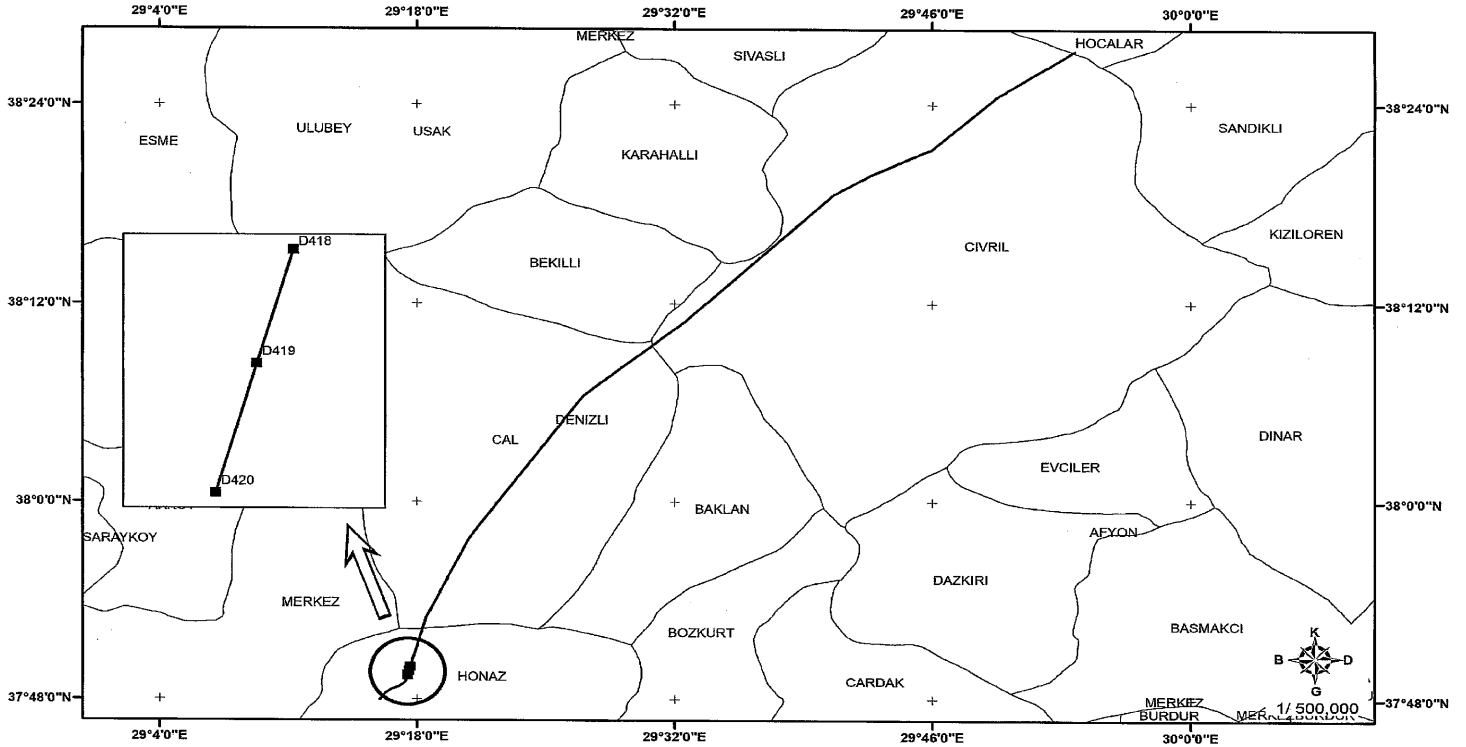 29°4'0"E 29°18'0"E 29°32'0"E 29°46'0"E 30°0'0"E
MERKEZ
HOCALAR
SIVASLI
38°24'0"N
38°24'0"N
ESME
ULUBEY
USAK
SANDIKLI
KARAHALLI
KIZILOREN
D418
CIVRIL
BEKILLI
38°12'0"N
38°12'0"N
D419
DENIZLI
CAL
DINAR
EVCILER
D420
38°0'0"N
38°0'0"N
BAKLAN
SARAYKOY
AFYON
DAZKIRI
MERKEZ
BASMAKCI
BOZKURT
K
B D
G
HONAZ
CARDAK
37°48'0"N
37°48'0"N
MERKEZ
1/ 500,000
BURDUR
29°4'0"E 29°18'0"E 29°32'0"E 29°46'0"E 30°0'0"E